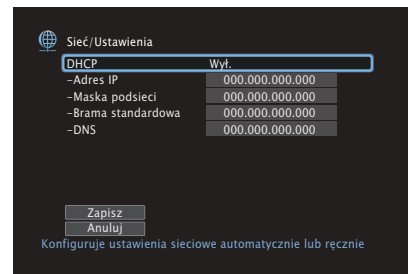 Sieć/Ustawienia
DHCP Wył.
–Adres IP 000.000.000.000
–Maska podsieci 000.000.000.000
–Brama standardowa 000.000.000.000
–DNS 000.000.000.000
Zapisz
Anuluj
Konfiguruje ustawienia sieciowe automatycznie lub ręcznie